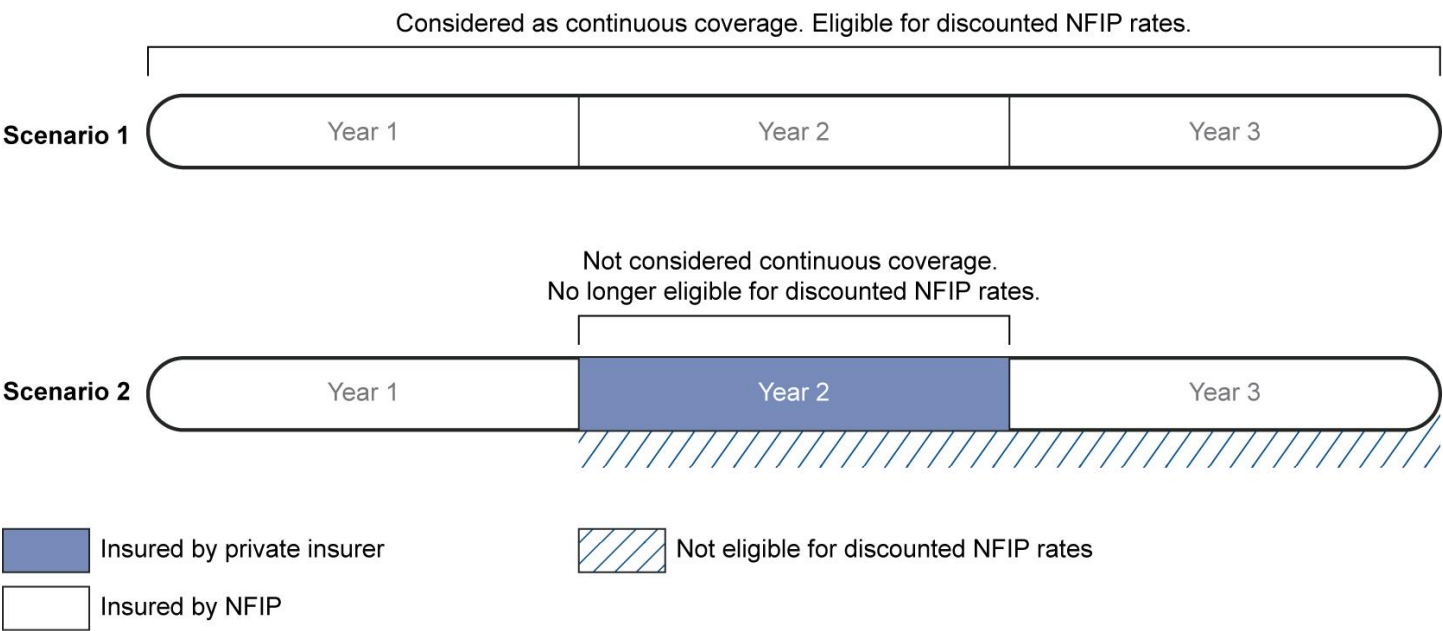 Considered as continuous coverage. Eligible for discounted NFIP rates.
Scenario 1
Year 1
Year 2
Year 3
Not considered continuous coverage.
No longer eligible for discounted NFIP rates.
Scenario 2
Year 1
Year 2
Year 3
Insured by private insurer
Not eligible for discounted NFIP rates
Insured by NFIP